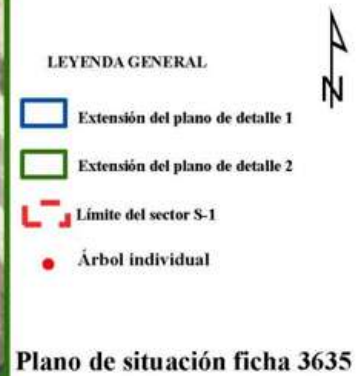 N
LEYENDA GENERAL
Extensión del plano de detalle 1
Extensión del plano de detalle 2
Límite del sector S-1
Árbol individual
Plano de situación ficha 3635